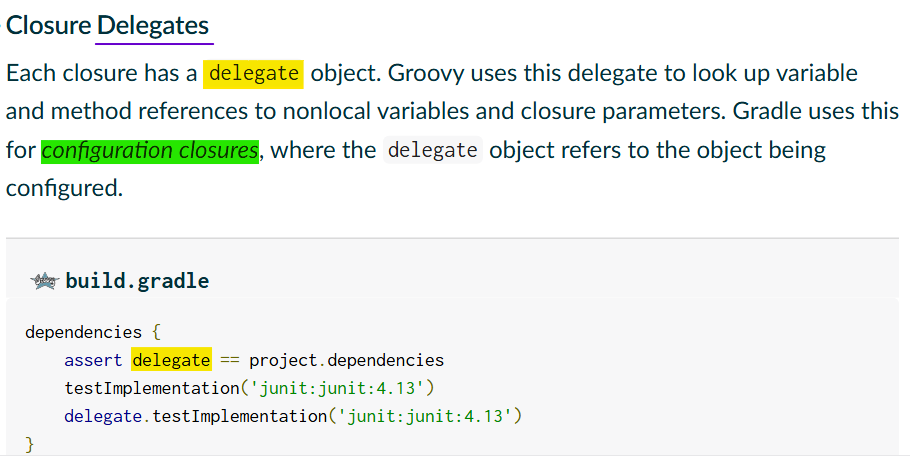 Closure Delegates
Each closure has a delegate object. Groovy uses this delegate to look up variable
and method references to nonlocal variables and closure parameters. Gradle uses this
for configuration closures, where the delegate object refers to the object being
configured.
build.gradle
dependencies {
    assert delegate == project.dependencies
    testImplementation('junit:junit:4.13')
    delegate.testImplementation('junit:junit:4.13')
}